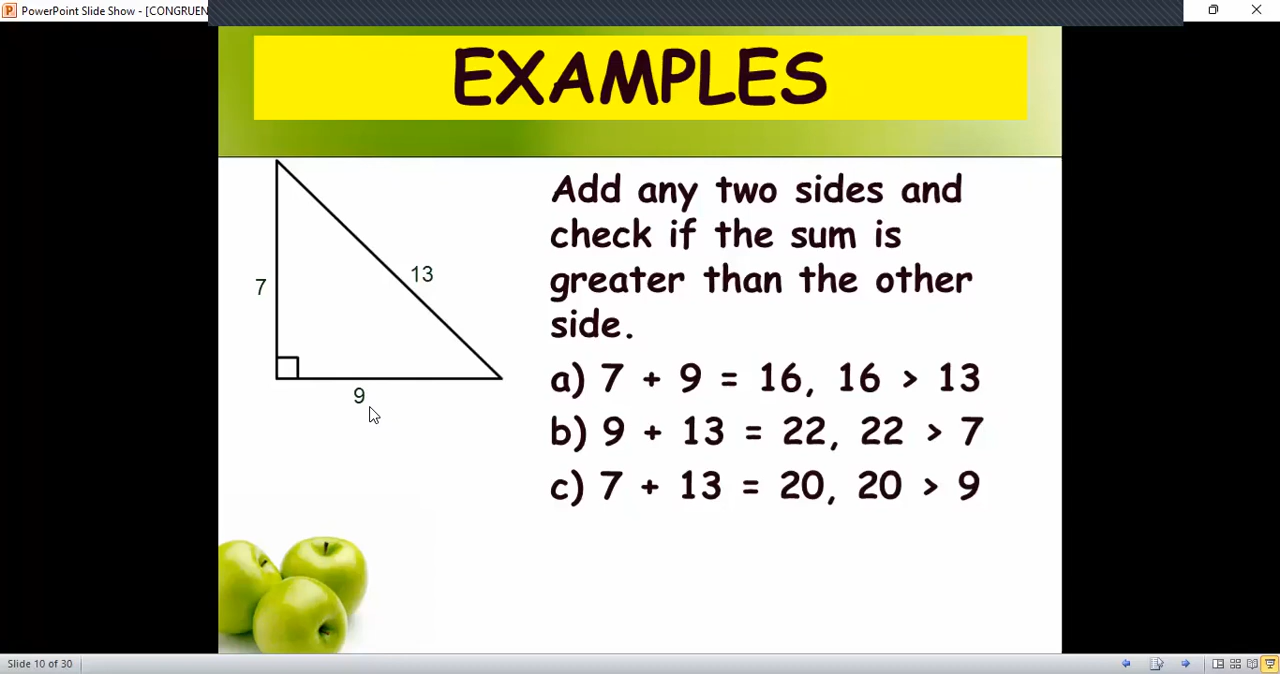 PowerPoint Slide Show - [CONGRUEN
EXAMPLES
7
13
9
Add any two sides and
check if the sum is
greater than the other
side.
a) 7 + 9 = 16, 16 > 13
b) 9 + 13 = 22, 22 > 7
c) 7 + 13 = 20, 20 > 9
Slide 10 of 30